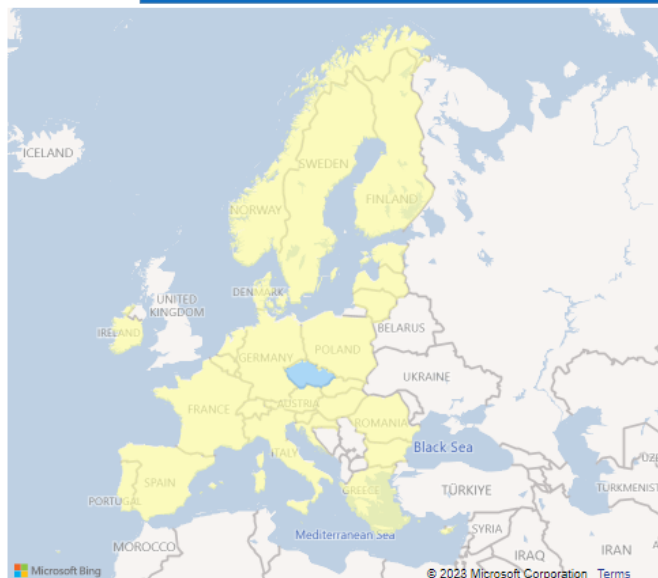 ICELAND
SWEDEN
NORWAY
FINLAND
DENMARK
UNITED
KINGDOM
IRELAND
BELARUS
GERMANY
POLAND
UKRAINE
AUSTRIA
FRANCE
ROMANIA
ITALY
Black Sea
SPAIN
PORTUGAL
GREECE
TÜRKIYE
TURKMENIST
SYRIA
Mediterranean Sea
MOROCCO
IRAQ
IRAN
Microsoft Bing
© 2023 Microsoft Corporation Terms